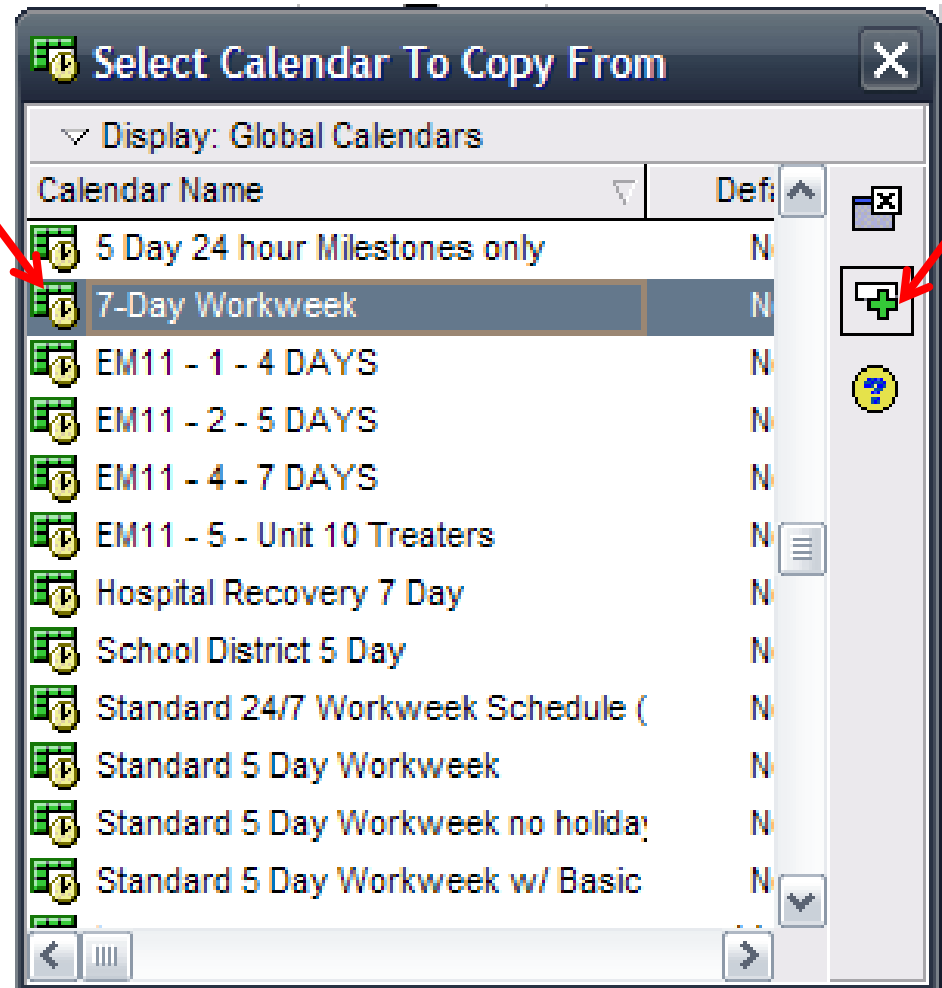 Select Calendar To Copy From
Display: Global Calendars
Calendar Name Defa
5 Day 24 hour Milestones only N
7-Day Workweek N
EM11 - 1 - 4 DAYS N
EM11 - 2 - 5 DAYS N
EM11 - 4 - 7 DAYS N
EM11 - 5 - Unit 10 Treaters N
Hospital Recovery 7 Day N
School District 5 Day N
Standard 24/7 Workweek Schedule ( N
Standard 5 Day Workweek N
Standard 5 Day Workweek no holiday N
Standard 5 Day Workweek w/ Basic N